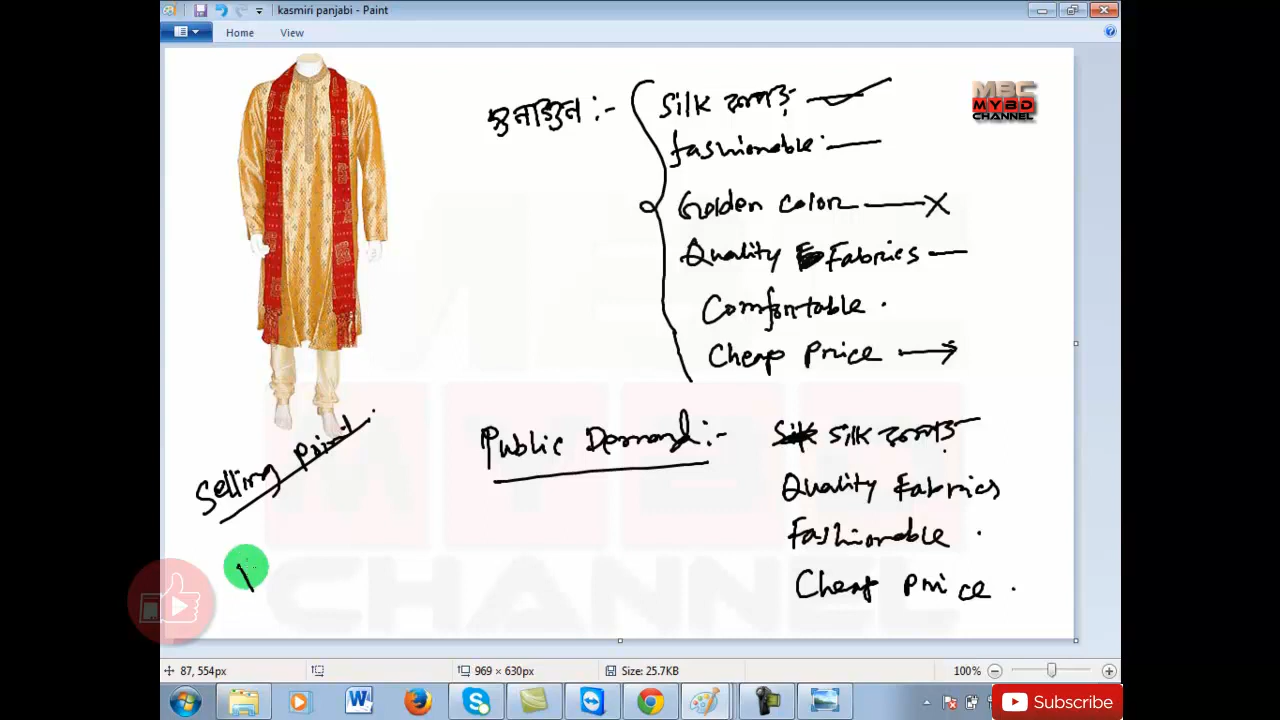 kasmiri panjabi - Paint
Home View
গুনাগুন :-
Silk কাপড়
fashionable
Golden color
Quality Fabrics
Comfortable
Cheap Price
MBC
MYBD
CHANNEL
Public Demand :-
Silk কাপড়
Quality Fabrics
Fashionable
Cheap Price
Selling Point
MYBD
CHANNEL
87, 554px
969 × 630px
Size: 25.7KB
100%
Subscribe